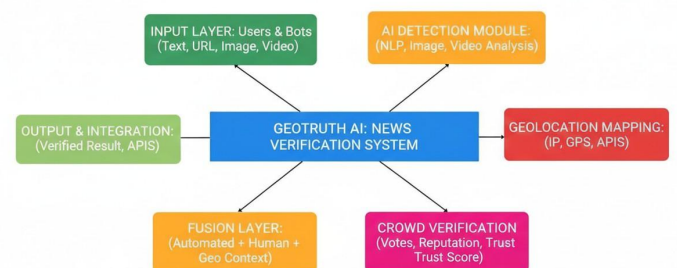 INPUT LAYER: Users & Bots
(Text, URL, Image, Video)
AI DETECTION MODULE:
(NLP, Image, Video Analysis)
OUTPUT & INTEGRATION:
(Verified Result, APIS)
GEOTRUTH AI: NEWS
VERIFICATION SYSTEM
GEOLOCATION MAPPING:
(IP, GPS, APIS)
FUSION LAYER:
(Automated + Human +
Geo Context)
CROWD VERIFICATION
(Votes, Reputation, Trust
Trust Score)